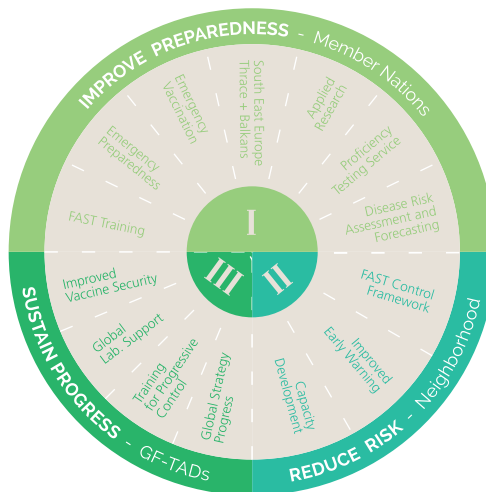 IMPROVE PREPAREDNESS - Member Nations
FAST Training
Emergency
Preparedness
Emergency
Vaccination
South East Europe
Thrace + Balkans
Applied
Research
Proficiency
Testing Service
Disease Risk
Assessment and
Forecasting
I
II
III
FAST Control
Framework
Improved
Early Warning
Capacity
Development
REDUCE RISK - Neighborhood
Improved
Vaccine Security
Global
Lab. Support
Training
for Progressive
Control
Global Strategy
Progress
SUSTAIN PROGRESS - GF-TADs